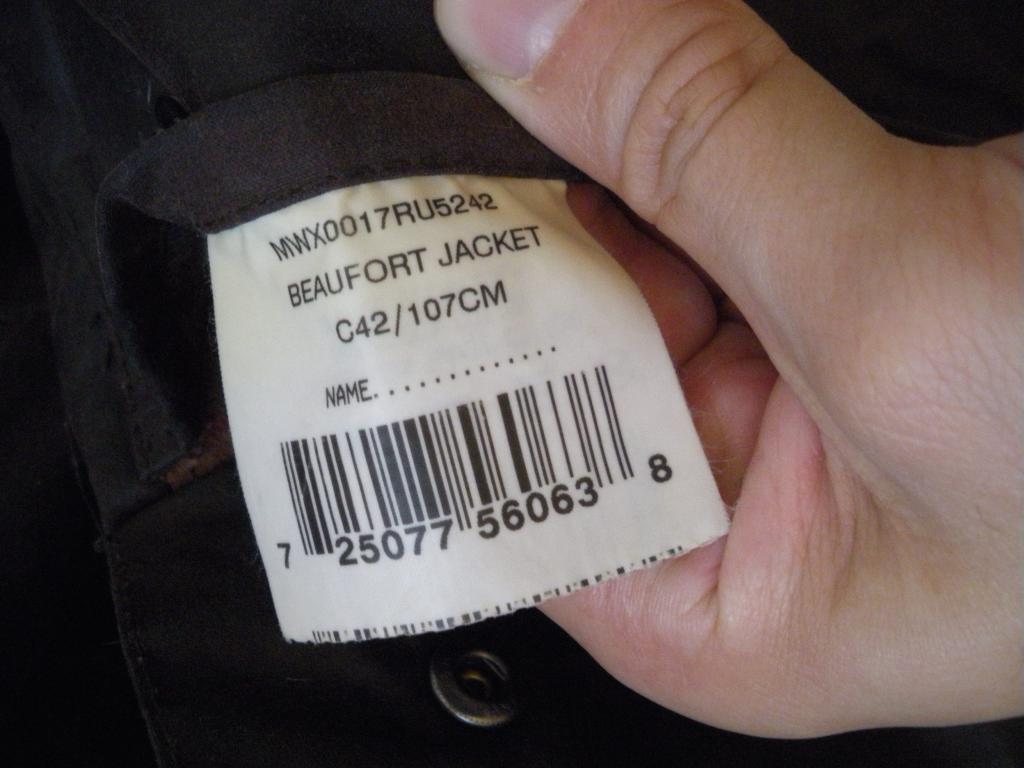 MWX0017RU5242
BEAUFORT JACKET
C42/107CM
NAME.............
7 25077 56063 8